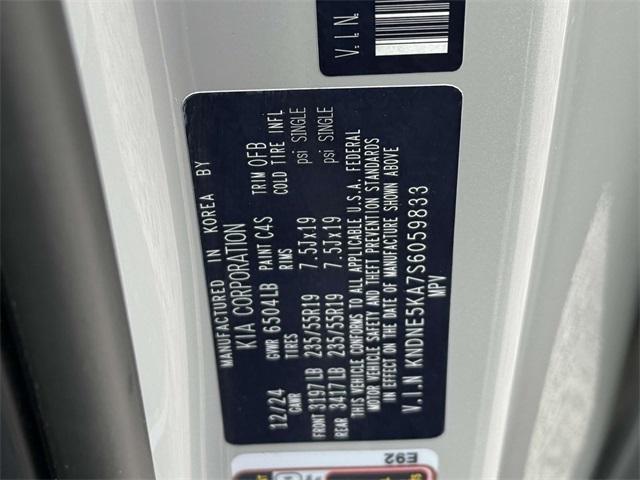 MANUFACTURED IN KOREA BY
KIA CORPORATION
12/24 GVWR 6504LB PAINT C4S TRIM OFB
GAWR TIRES RIMS COLD TIRE INFL
FRONT 3197LB 235/55R19 7.5Jx19 psi SINGLE
REAR 3417LB 235/55R19 7.5Jx19 psi SINGLE
THIS VEHICLE CONFORMS TO ALL APPLICABLE U.S.A. FEDERAL
MOTOR VEHICLE SAFETY AND THEFT PREVENTION STANDARDS
IN EFFECT ON THE DATE OF MANUFACTURE SHOWN ABOVE
V.I.N KNDNE5KA7S6059833
MPV
V.I.N.
E92